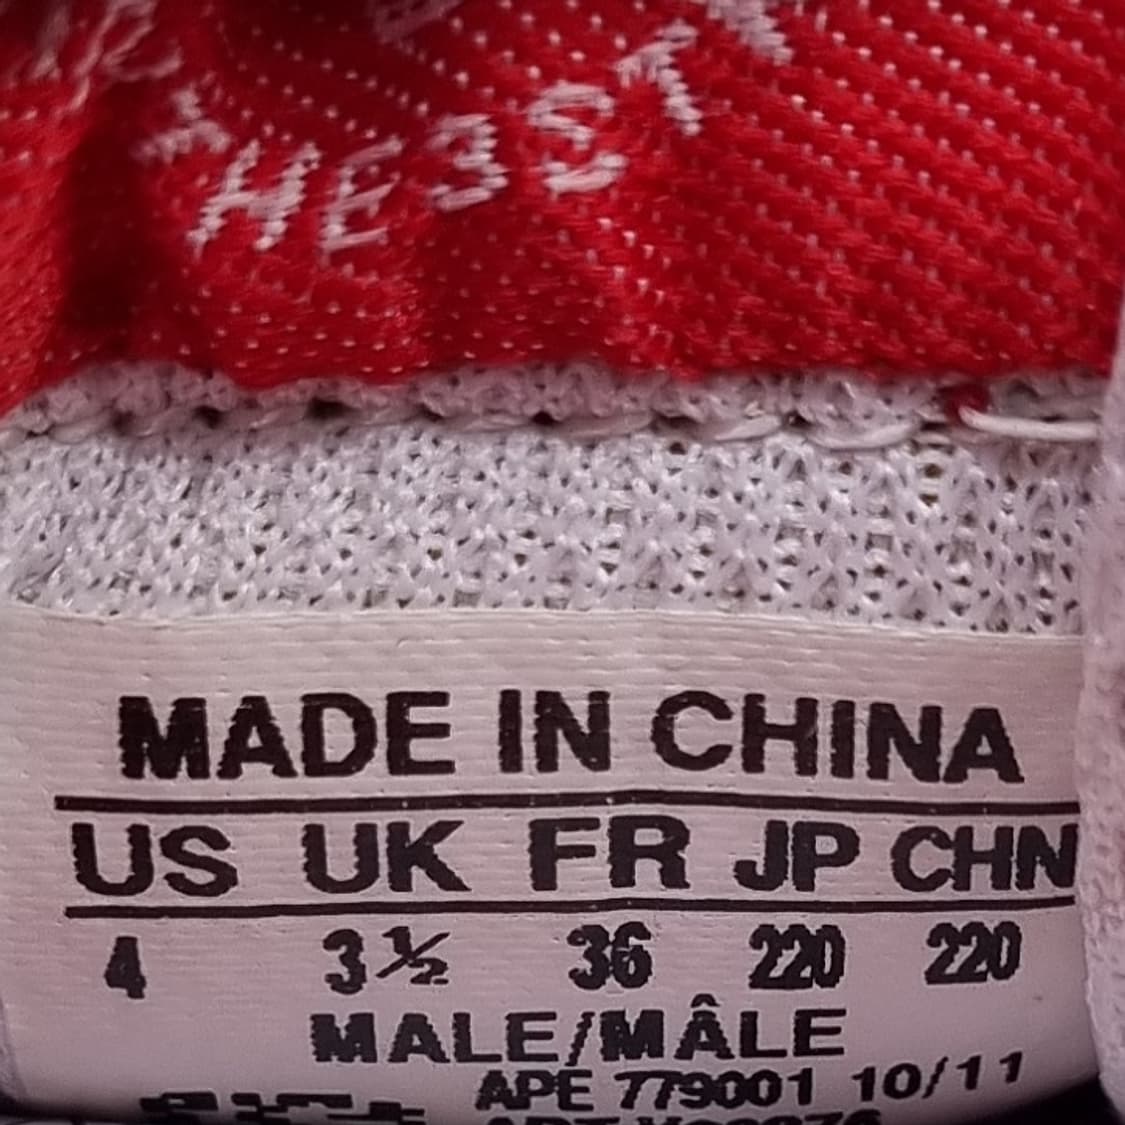 MADE IN CHINA
US UK FR JP CHN
4 3½ 36 220 220
MALE/MÂLE
APE 779001 10/11